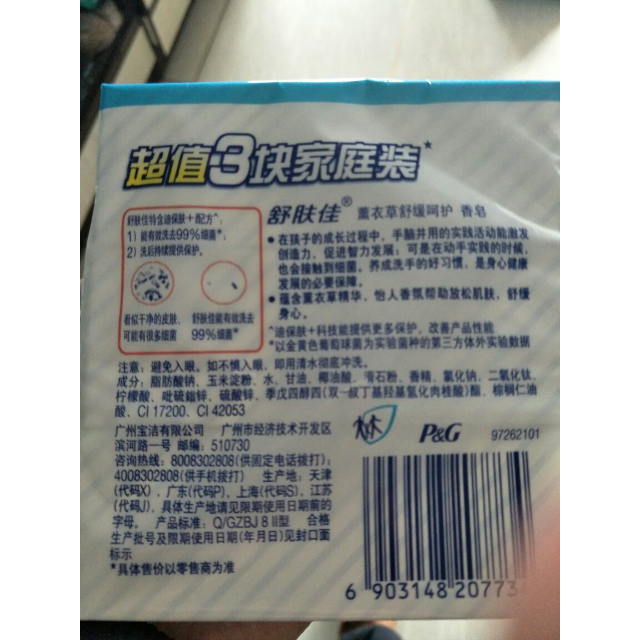 超值3块家庭装*
舒肤佳® 薰衣草舒缓呵护 香皂
舒肤佳特含迪保肤+配方^:
1) 能有效洗去99%细菌*;
2) 洗后持续提供保护。
看似干净的皮肤,
可能有很多细菌
舒肤佳能有效洗去
99%细菌*
●在孩子的成长过程中,手脑并用的实践活动能激发
创造力,促进智力发展;可是在动手实践的时候,
也会接触到细菌。养成洗手的好习惯,是身心健康
发展的必要保障。
●蕴含薰衣草精华,怡人香氛帮助放松肌肤,舒缓
身心。
^迪保肤+科技能提供更多保护,改善产品性能
*以金黄色葡萄球菌为实验菌种的第三方体外实验数据
注意:避免入眼。如不慎入眼,即用清水彻底冲洗。
成分:脂肪酸钠、玉米淀粉、水、甘油、椰油酸、滑石粉、香精、氯化钠、二氧化钛、
柠檬酸、吡硫鎓锌、硫酸锌、季戊四醇四(双-叔丁基羟基氢化肉桂酸)酯、棕榈仁油
酸、CI 17200、CI 42053
广州宝洁有限公司 广州市经济技术开发区
滨河路一号 邮编:510730
咨询热线:8008302808(供固定电话拨打);
4008302808(供手机拨打) 生产地:天津
(代码X)、广东(代码P)、上海(代码S)、江苏
(代码J)、具体生产地请见限期使用日期前的
字母。 产品标准:Q/GZBJ 8 II型 合格
生产批号及限期使用日期(年月日)见封口面
标示
*具体售价以零售商为准
P&G
97262101
6 903148 20773